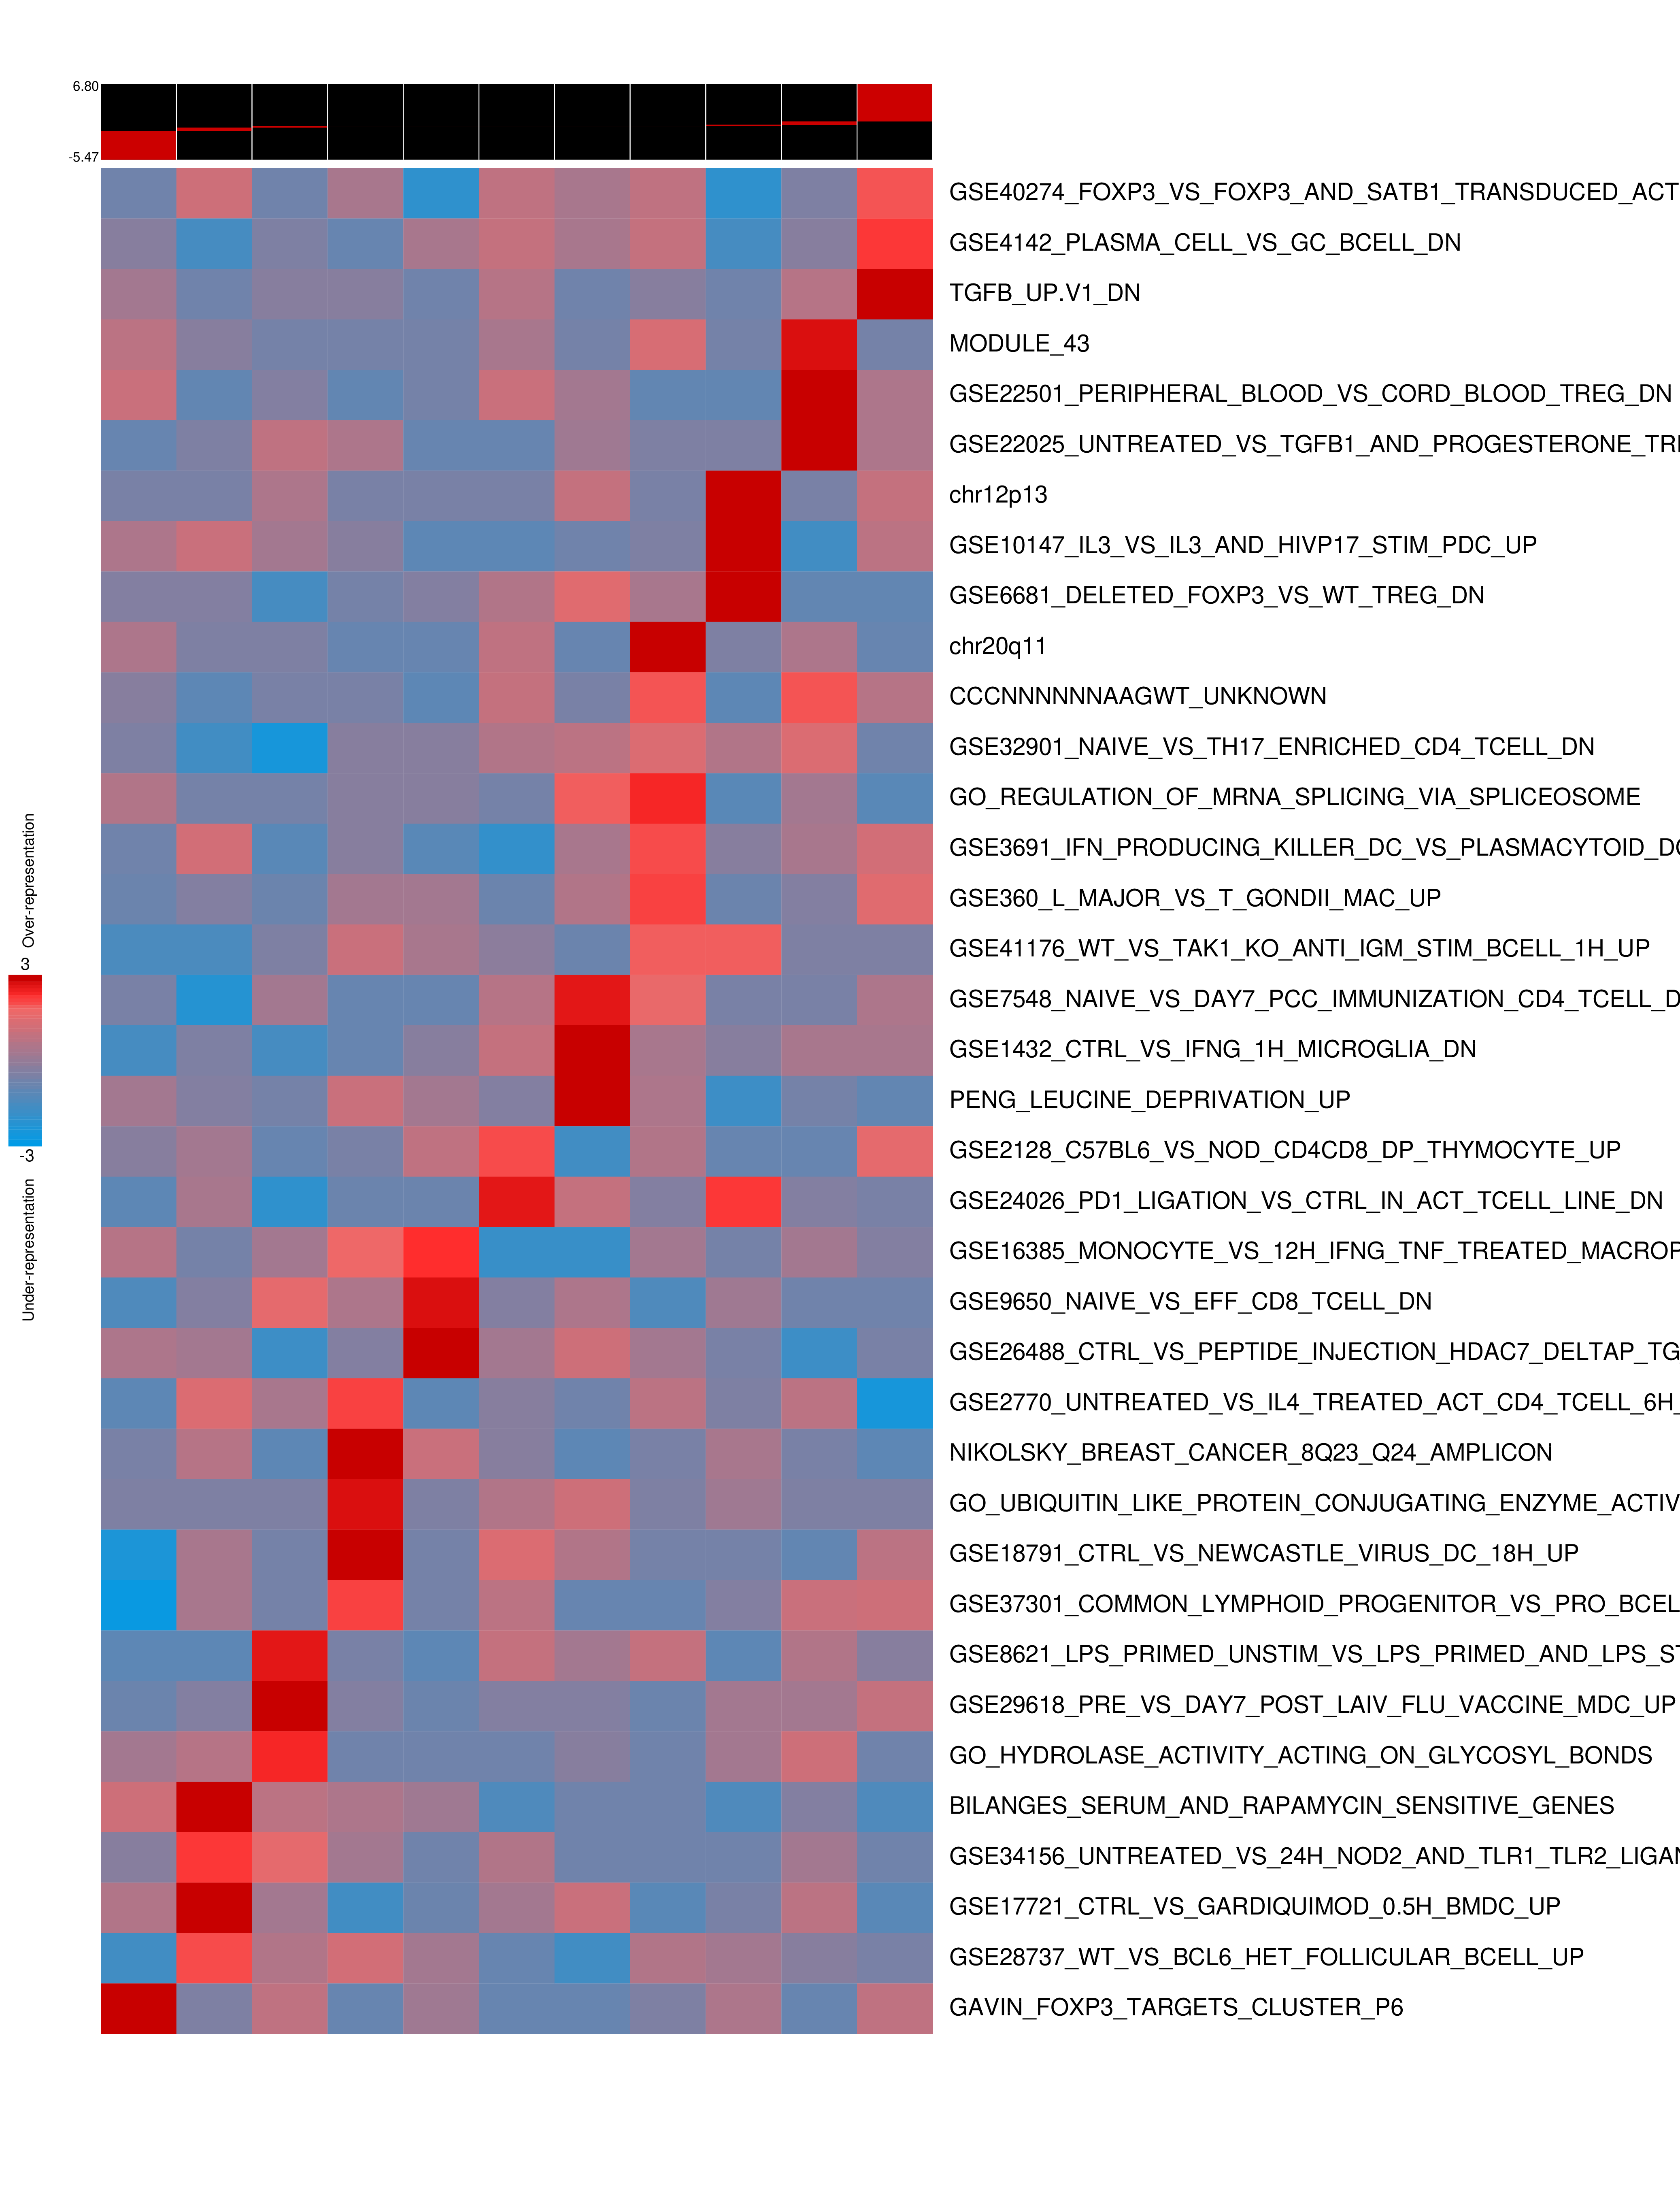 6.80
-5.47
GSE40274_FOXP3_VS_FOXP3_AND_SATB1_TRANSDUCED_ACT
GSE4142_PLASMA_CELL_VS_GC_BCELL_DN
TGFB_UP.V1_DN
MODULE_43
GSE22501_PERIPHERAL_BLOOD_VS_CORD_BLOOD_TREG_DN
GSE22025_UNTREATED_VS_TGFB1_AND_PROGESTERONE_TRE
chr12p13
GSE10147_IL3_VS_IL3_AND_HIVP17_STIM_PDC_UP
GSE6681_DELETED_FOXP3_VS_WT_TREG_DN
chr20q11
CCCNNNNNNAAGWT_UNKNOWN
GSE32901_NAIVE_VS_TH17_ENRICHED_CD4_TCELL_DN
GO_REGULATION_OF_MRNA_SPLICING_VIA_SPLICEOSOME
GSE3691_IFN_PRODUCING_KILLER_DC_VS_PLASMACYTOID_DC
GSE360_L_MAJOR_VS_T_GONDII_MAC_UP
GSE41176_WT_VS_TAK1_KO_ANTI_IGM_STIM_BCELL_1H_UP
GSE7548_NAIVE_VS_DAY7_PCC_IMMUNIZATION_CD4_TCELL_D
GSE1432_CTRL_VS_IFNG_1H_MICROGLIA_DN
PENG_LEUCINE_DEPRIVATION_UP
GSE2128_C57BL6_VS_NOD_CD4CD8_DP_THYMOCYTE_UP
GSE24026_PD1_LIGATION_VS_CTRL_IN_ACT_TCELL_LINE_DN
GSE16385_MONOCYTE_VS_12H_IFNG_TNF_TREATED_MACROP
GSE9650_NAIVE_VS_EFF_CD8_TCELL_DN
GSE26488_CTRL_VS_PEPTIDE_INJECTION_HDAC7_DELTAP_TG
GSE2770_UNTREATED_VS_IL4_TREATED_ACT_CD4_TCELL_6H_
NIKOLSKY_BREAST_CANCER_8Q23_Q24_AMPLICON
GO_UBIQUITIN_LIKE_PROTEIN_CONJUGATING_ENZYME_ACTIV
GSE18791_CTRL_VS_NEWCASTLE_VIRUS_DC_18H_UP
GSE37301_COMMON_LYMPHOID_PROGENITOR_VS_PRO_BCEL
GSE8621_LPS_PRIMED_UNSTIM_VS_LPS_PRIMED_AND_LPS_ST
GSE29618_PRE_VS_DAY7_POST_LAIV_FLU_VACCINE_MDC_UP
GO_HYDROLASE_ACTIVITY_ACTING_ON_GLYCOSYL_BONDS
BILANGES_SERUM_AND_RAPAMYCIN_SENSITIVE_GENES
GSE34156_UNTREATED_VS_24H_NOD2_AND_TLR1_TLR2_LIGAN
GSE17721_CTRL_VS_GARDIQUIMOD_0.5H_BMDC_UP
GSE28737_WT_VS_BCL6_HET_FOLLICULAR_BCELL_UP
GAVIN_FOXP3_TARGETS_CLUSTER_P6
Over-representation
3
-3
Under-representation